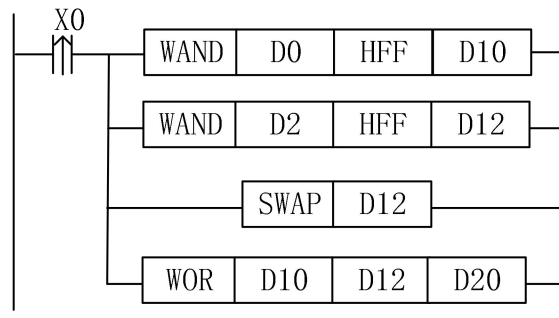 X0
WAND D0 HFF D10
WAND D2 HFF D12
SWAP D12
WOR D10 D12 D20